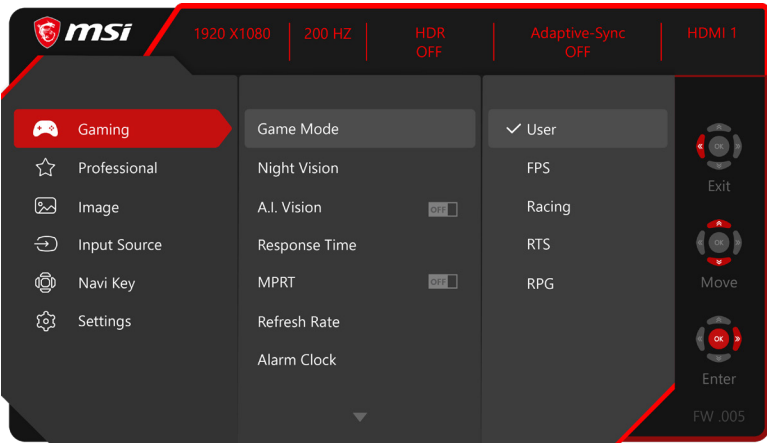 msi
1920 X1080
200 HZ
HDR
OFF
Adaptive-Sync
OFF
HDMI 1
Gaming
Professional
Image
Input Source
Navi Key
Settings
Game Mode
Night Vision
A.I. Vision
OFF
Response Time
MPRT
OFF
Refresh Rate
Alarm Clock
User
FPS
Racing
RTS
RPG
OK
Exit
OK
Move
OK
Enter
FW .005